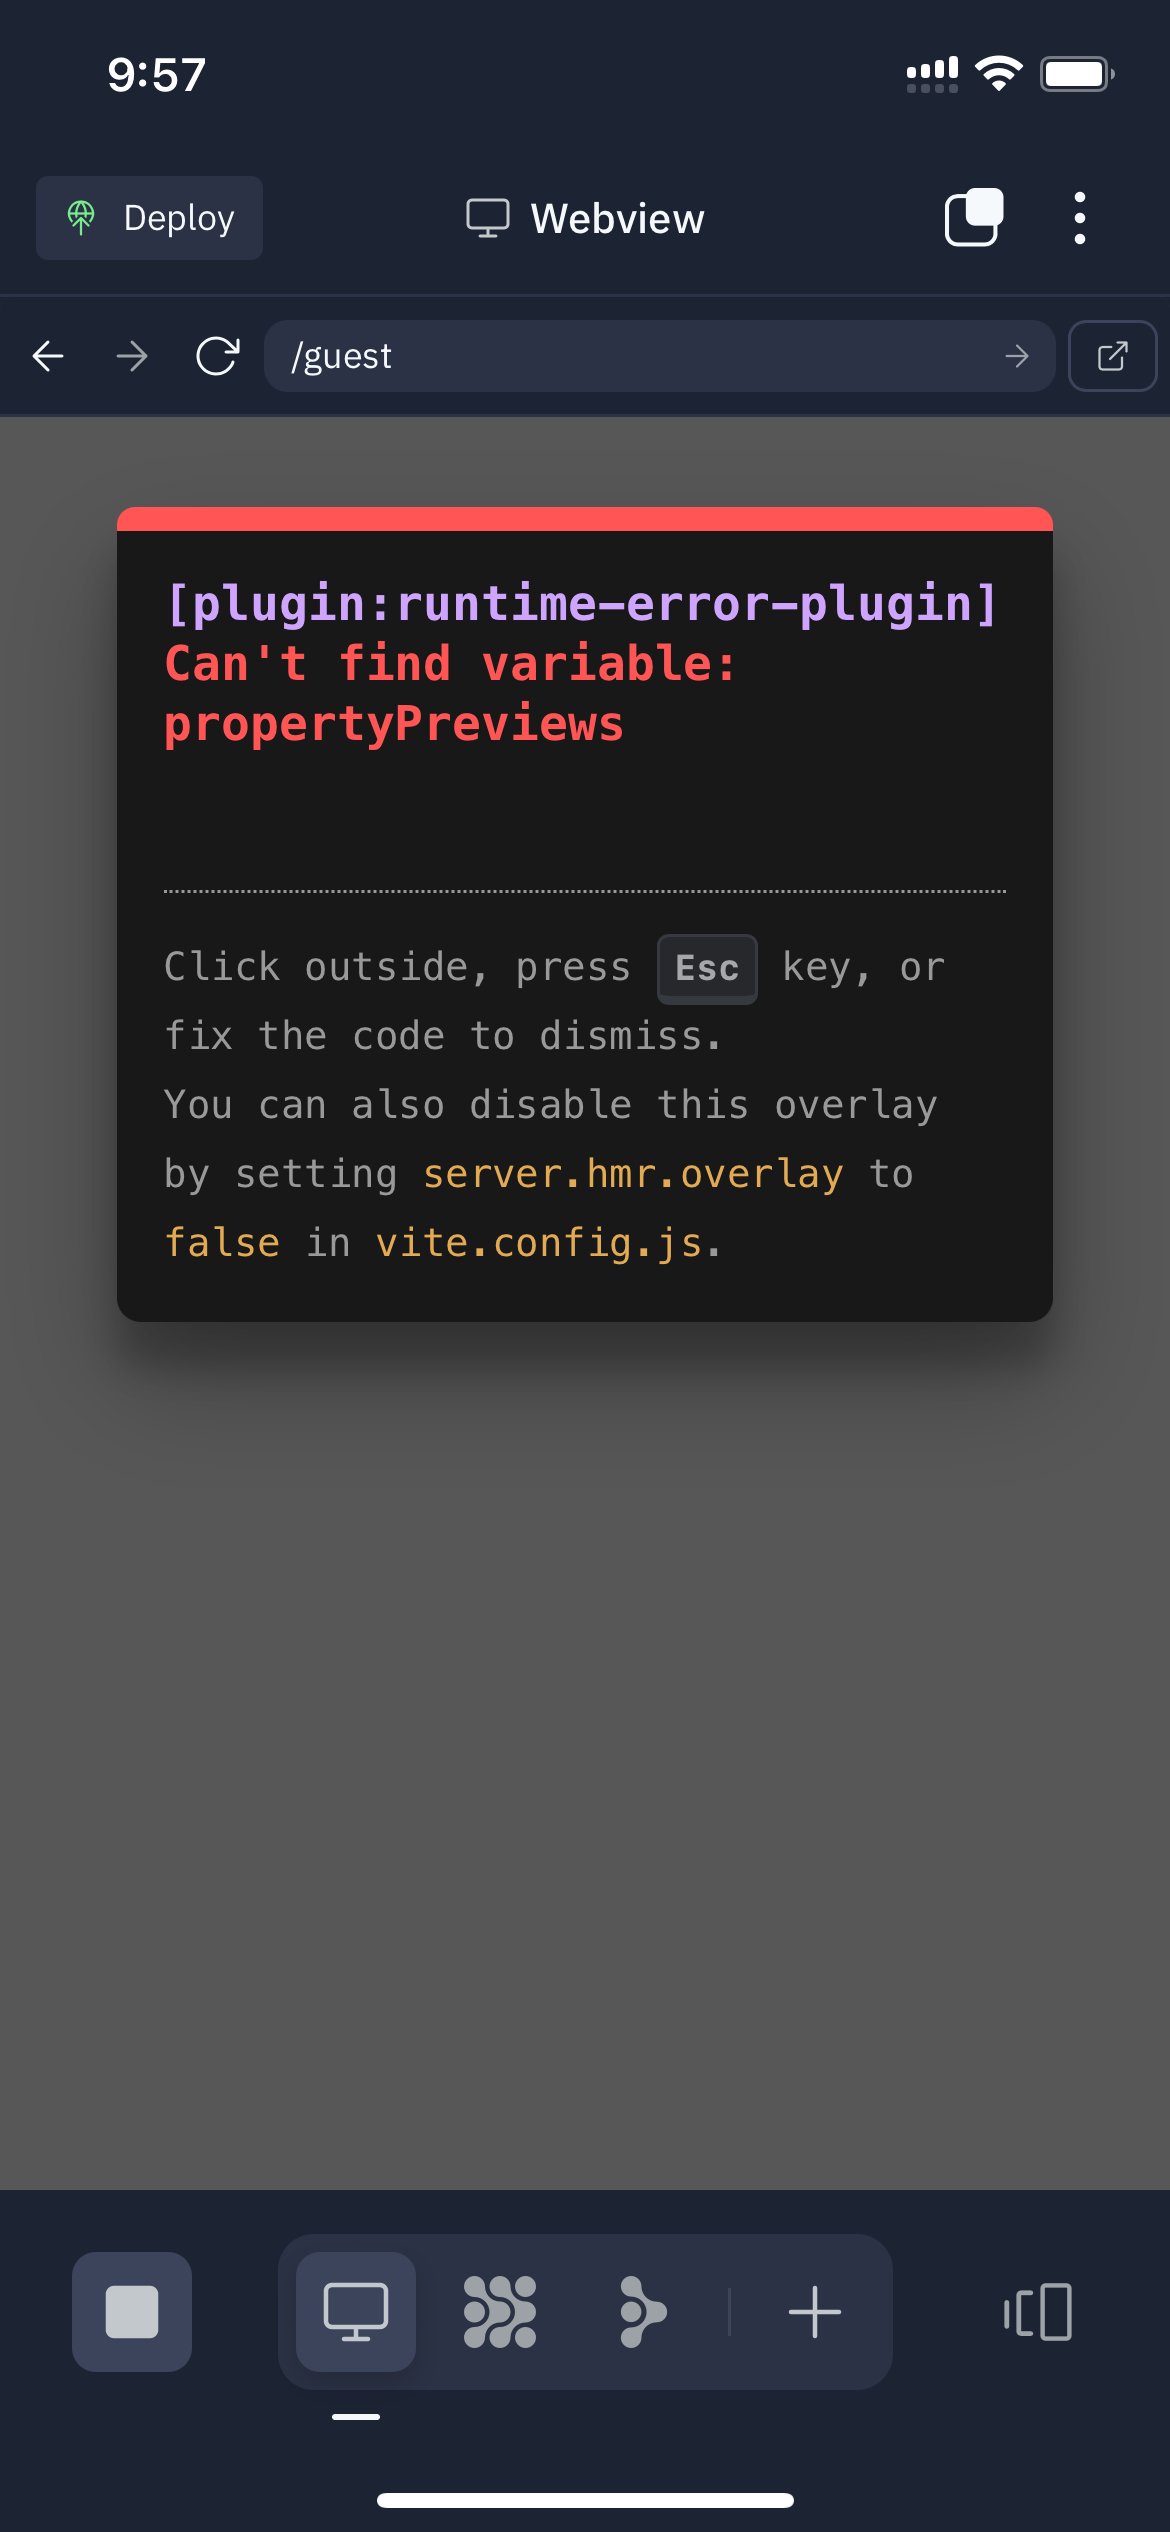 9:57
Deploy
Webview
/guest
[plugin:runtime-error-plugin]
Can't find variable:
propertyPreviews
Click outside, press Esc key, or
fix the code to dismiss.
You can also disable this overlay
by setting server.hmr.overlay to
false in vite.config.js.